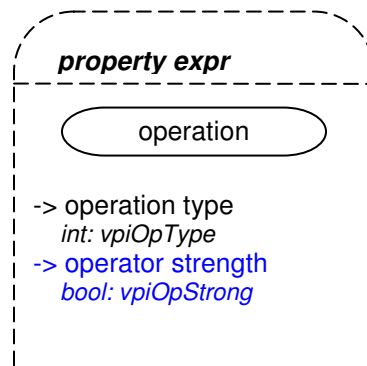 property expr
operation
-> operation type
int: vpiOpType
-> operator strength
bool: vpiOpStrong